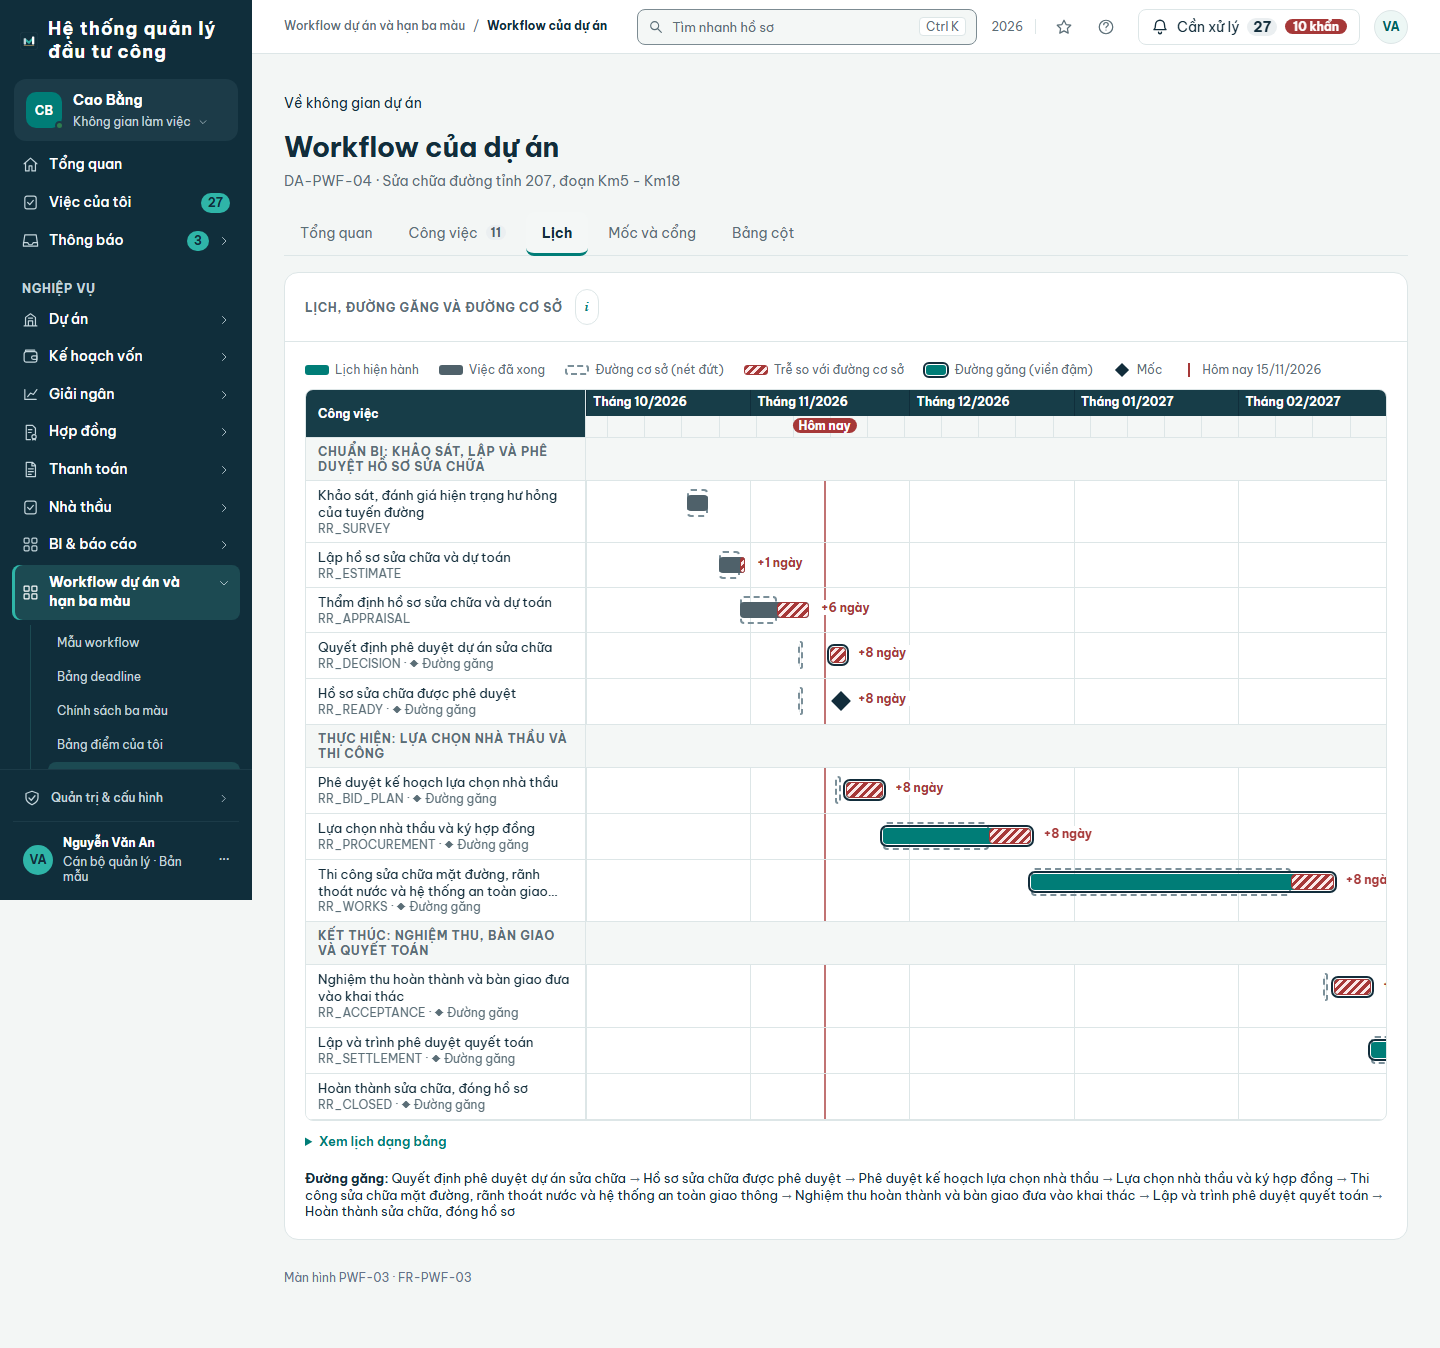 Hệ thống quản lý
đầu tư công
CB
Cao Bằng
Không gian làm việc
Tổng quan
Việc của tôi 27
Thông báo 3
NGHIỆP VỤ
Dự án
Kế hoạch vốn
Giải ngân
Hợp đồng
Thanh toán
Nhà thầu
BI & báo cáo
Workflow dự án và
hạn ba màu
Mẫu workflow
Bảng deadline
Chính sách ba màu
Bảng điểm của tôi
Quản trị & cấu hình
VA
Nguyễn Văn An
Cán bộ quản lý · Bản
mẫu
Workflow dự án và hạn ba màu / Workflow của dự án
Tìm nhanh hồ sơ Ctrl K
2026
Cần xử lý 27 10 khẩn
VA
Về không gian dự án
Workflow của dự án
DA-PWF-04 · Sửa chữa đường tỉnh 207, đoạn Km5 - Km18
Tổng quan Công việc 11 Lịch Mốc và cổng Bảng cột
LỊCH, ĐƯỜNG GĂNG VÀ ĐƯỜNG CƠ SỞ i
Lịch hiện hành Việc đã xong Đường cơ sở (nét đứt) Trễ so với đường cơ sở Đường găng (viền đậm) Mốc Hôm nay 15/11/2026
Công việc Tháng 10/2026 Tháng 11/2026 Tháng 12/2026 Tháng 01/2027 Tháng 02/2027
Hôm nay
CHUẨN BỊ: KHẢO SÁT, LẬP VÀ PHÊ
DUYỆT HỒ SƠ SỬA CHỮA
Khảo sát, đánh giá hiện trạng hư hỏng
của tuyến đường
RR_SURVEY
Lập hồ sơ sửa chữa và dự toán
RR_ESTIMATE
+1 ngày
Thẩm định hồ sơ sửa chữa và dự toán
RR_APPRAISAL
+6 ngày
Quyết định phê duyệt dự án sửa chữa
RR_DECISION · ◆ Đường găng
+8 ngày
Hồ sơ sửa chữa được phê duyệt
RR_READY · ◆ Đường găng
+8 ngày
THỰC HIỆN: LỰA CHỌN NHÀ THẦU VÀ
THI CÔNG
Phê duyệt kế hoạch lựa chọn nhà thầu
RR_BID_PLAN · ◆ Đường găng
+8 ngày
Lựa chọn nhà thầu và ký hợp đồng
RR_PROCUREMENT · ◆ Đường găng
+8 ngày
Thi công sửa chữa mặt đường, rãnh
thoát nước và hệ thống an toàn giao...
RR_WORKS · ◆ Đường găng
+8 ngà
KẾT THÚC: NGHIỆM THU, BÀN GIAO
VÀ QUYẾT TOÁN
Nghiệm thu hoàn thành và bàn giao đưa
vào khai thác
RR_ACCEPTANCE · ◆ Đường găng
Lập và trình phê duyệt quyết toán
RR_SETTLEMENT · ◆ Đường găng
Hoàn thành sửa chữa, đóng hồ sơ
RR_CLOSED · ◆ Đường găng
Xem lịch dạng bảng
Đường găng: Quyết định phê duyệt dự án sửa chữa → Hồ sơ sửa chữa được phê duyệt → Phê duyệt kế hoạch lựa chọn nhà thầu → Lựa chọn nhà thầu và ký hợp đồng → Thi
công sửa chữa mặt đường, rãnh thoát nước và hệ thống an toàn giao thông → Nghiệm thu hoàn thành và bàn giao đưa vào khai thác → Lập và trình phê duyệt quyết toán →
Hoàn thành sửa chữa, đóng hồ sơ
Màn hình PWF-03 · FR-PWF-03